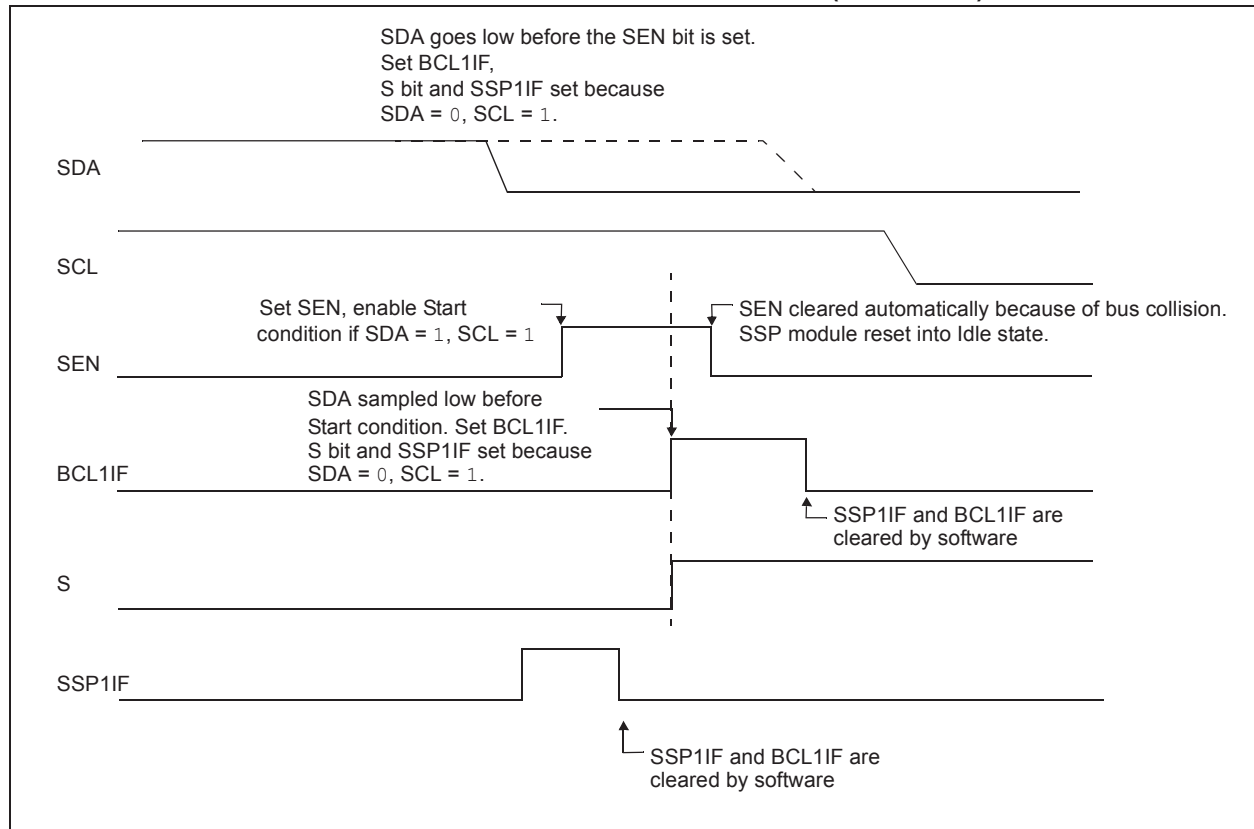 SDA goes low before the SEN bit is set.
Set BCL1IF,
S bit and SSP1IF set because
SDA = 0, SCL = 1.
SDA
SCL
Set SEN, enable Start
condition if SDA = 1, SCL = 1
SEN cleared automatically because of bus collision.
SSP module reset into Idle state.
SEN
SDA sampled low before
Start condition. Set BCL1IF.
S bit and SSP1IF set because
SDA = 0, SCL = 1.
BCL1IF
SSP1IF and BCL1IF are
cleared by software
S
SSP1IF
SSP1IF and BCL1IF are
cleared by software